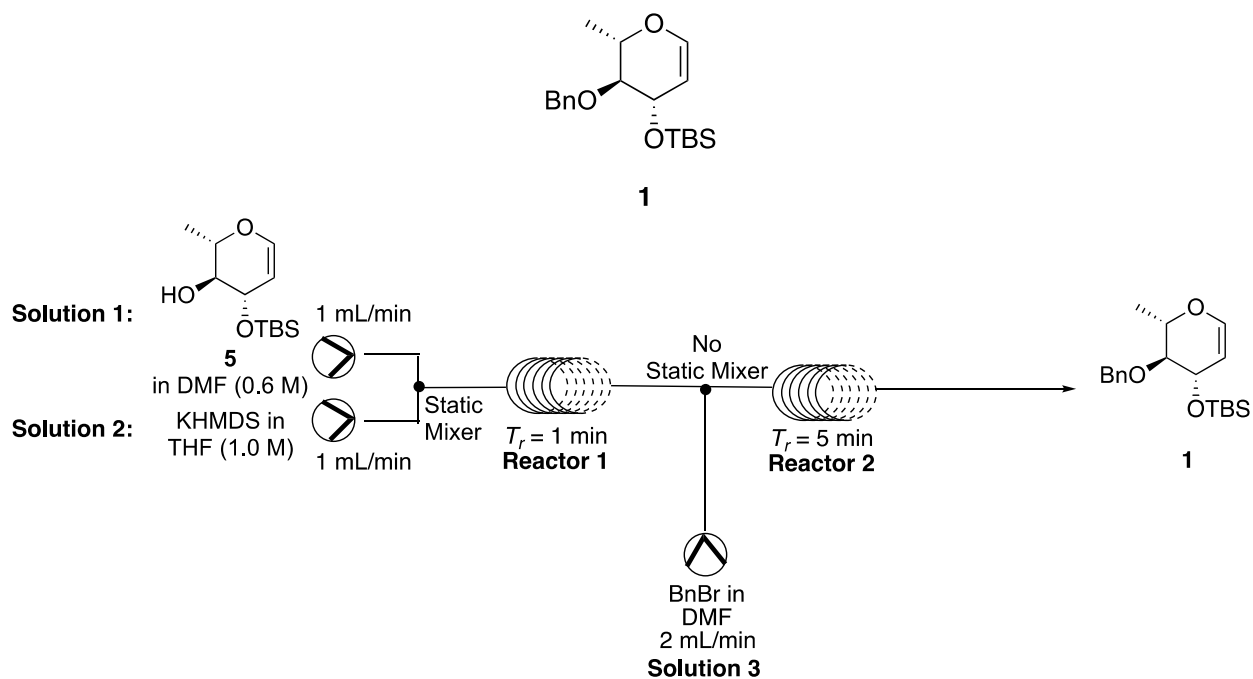 O
BnO
OTBS
1
O
HO
OTBS
Solution 1:
5
in DMF (0.6 M)
1 mL/min
Solution 2:
KHMDS in
THF (1.0 M)
1 mL/min
Static
Mixer
T_r = 1 min
Reactor 1
No
Static Mixer
T_r = 5 min
Reactor 2
BnBr in
DMF
2 mL/min
Solution 3
O
BnO
OTBS
1